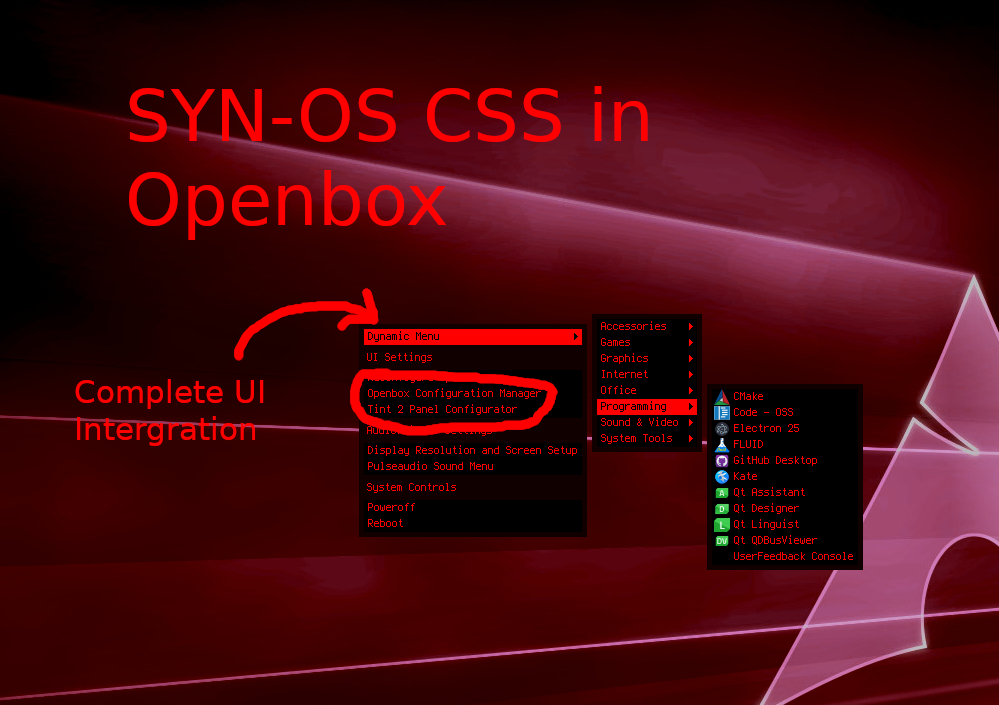 SYN-OS CSS in
Openbox
Complete UI
Intergration
Dynamic Menu
UI Settings
Openbox Configuration Manager
Tint 2 Panel Configurator
Display Resolution and Screen Setup
Pulseaudio Sound Menu
System Controls
Poweroff
Reboot
Accessories
Games
Graphics
Internet
Office
Programming
Sound & Video
System Tools
CMake
Code - OSS
Electron 25
FLUID
GitHub Desktop
Kate
A Qt Assistant
D Qt Designer
L Qt Linguist
DV Qt QDBusViewer
UserFeedback Console